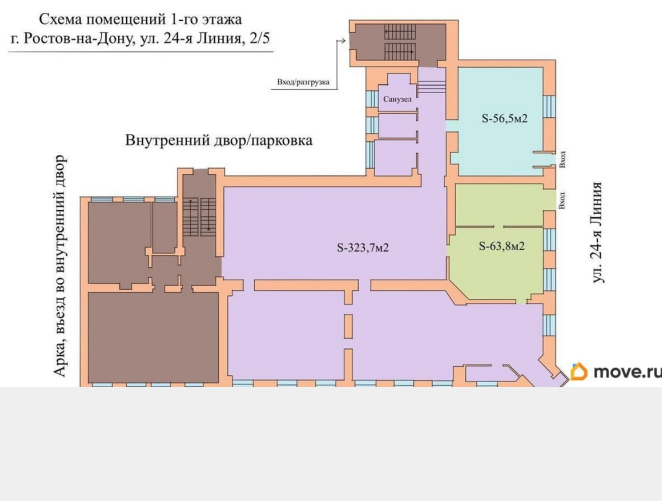 Схема помещений 1-го этажа
г. Ростов-на-Дону, ул. 24-я Линия, 2/5
Вход/разгрузка
Санузел
S-56,5м2
Внутренний двор/парковка
Вход
Арка, въезд во внутренний двор
Вход
ул. 24-я Линия
S-323,7м2
S-63,8м2
move.ru